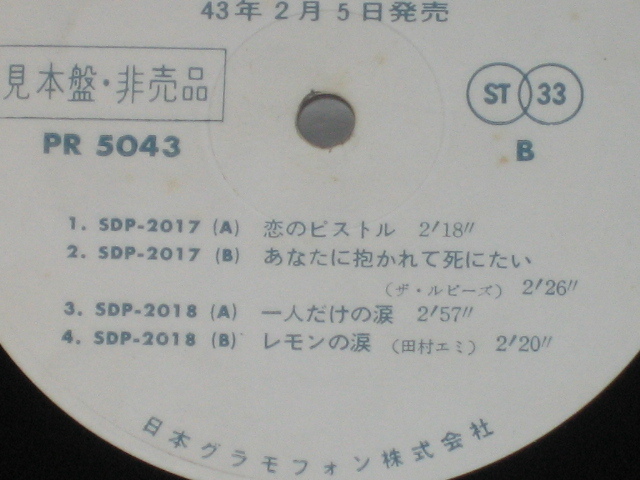 43年2月5日発売
見本盤・非売品
ST 33
PR 5043
B
1. SDP-2017 (A) 恋のピストル 2′18″
2. SDP-2017 (B) あなたに抱かれて死にたい
(ザ・ルビーズ) 2′26″
3. SDP-2018 (A) 一人だけの涙 2′57″
4. SDP-2018 (B) レモンの涙 (田村エミ) 2′20″
日本グラモフォン株式会社